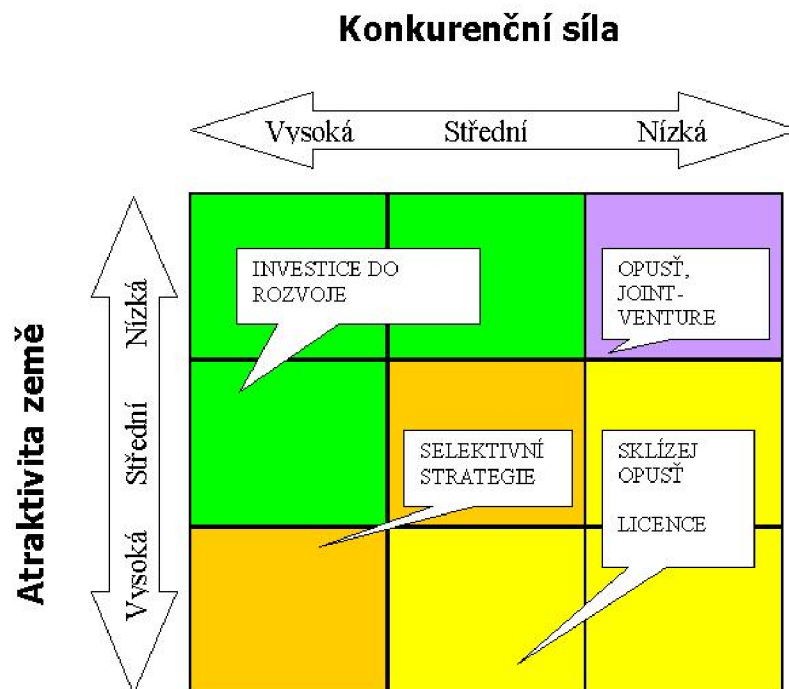 Konkurenční síla
Vysoká Střední Nízká
Atraktivita země
Nízká
Střední
Vysoká
INVESTICE DO
ROZVOJE
OPUSŤ,
JOINT-
VENTURE
SELEKTIVNÍ
STRATEGIE
SKLÍZEJ
OPUSŤ
LICENCE